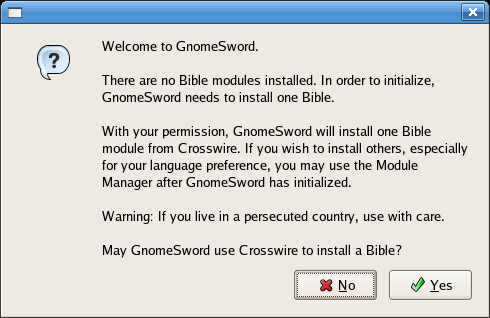 ?
Welcome to GnomeSword.
There are no Bible modules installed. In order to initialize,
GnomeSword needs to install one Bible.
With your permission, GnomeSword will install one Bible
module from Crosswire. If you wish to install others, especially
for your language preference, you may use the Module
Manager after GnomeSword has initialized.
Warning: If you live in a persecuted country, use with care.
May GnomeSword use Crosswire to install a Bible?
No
Yes